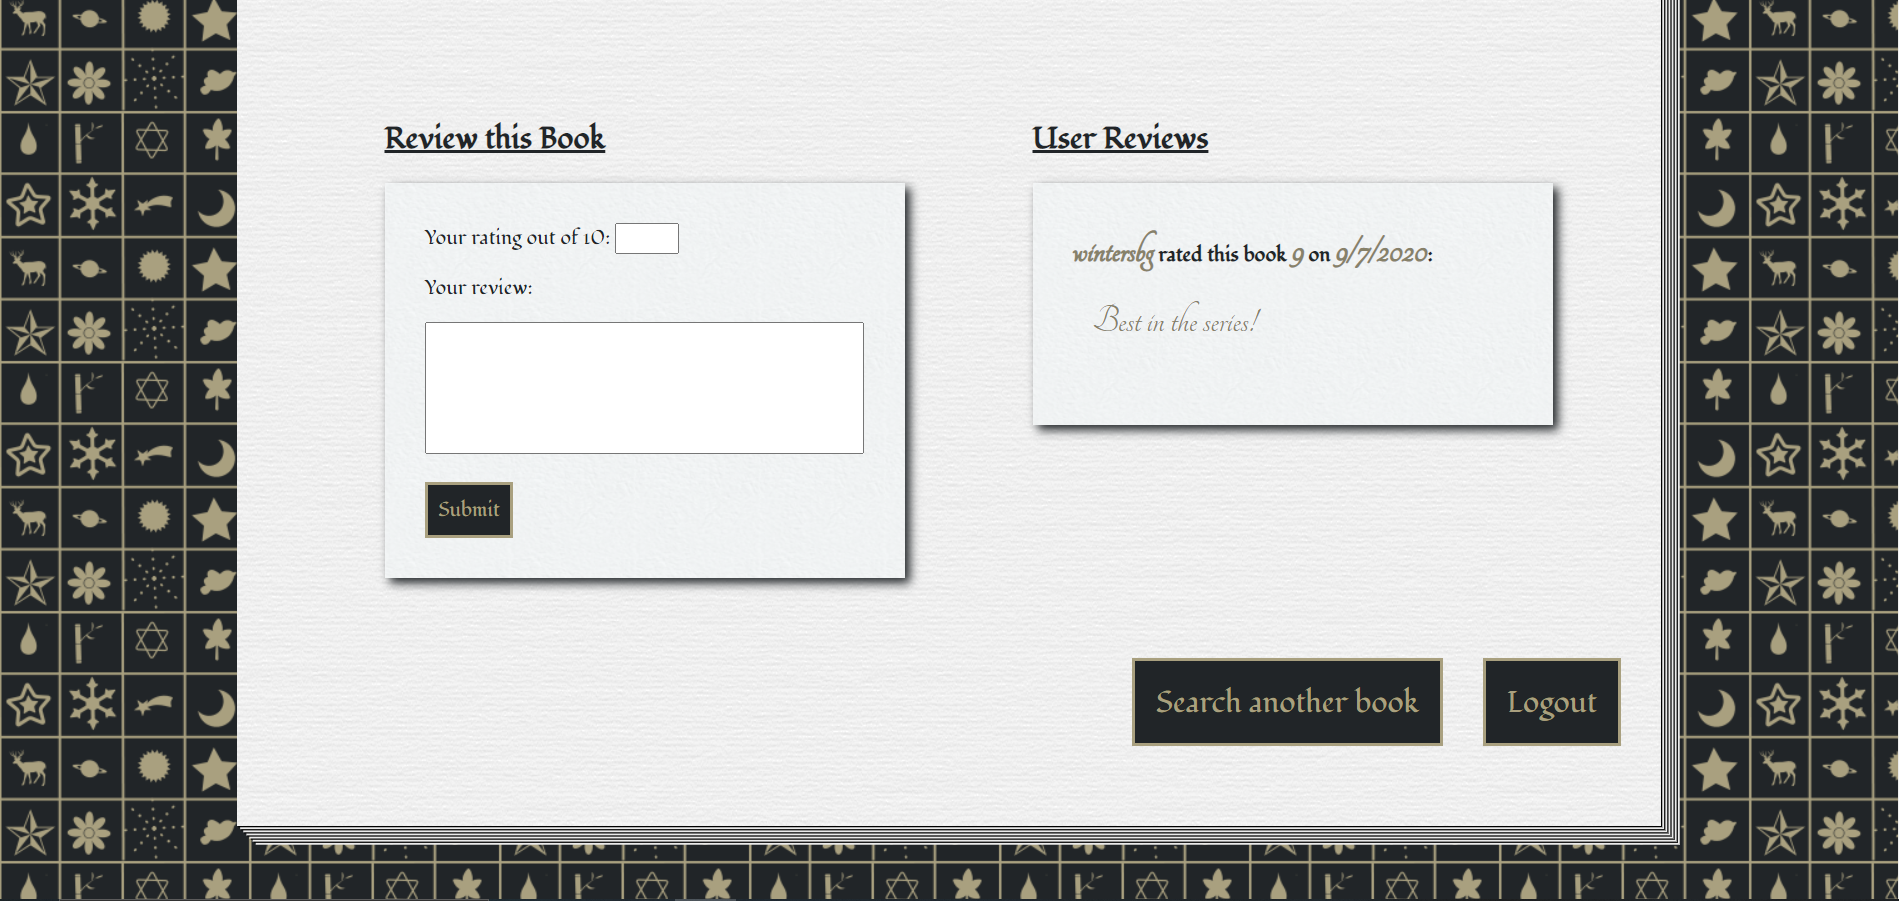 Review this Book
Your rating out of 10:
Your review:
Submit
User Reviews
wintersbg rated this book 9 on 9/7/2020:
Best in the series!
Search another book
Logout